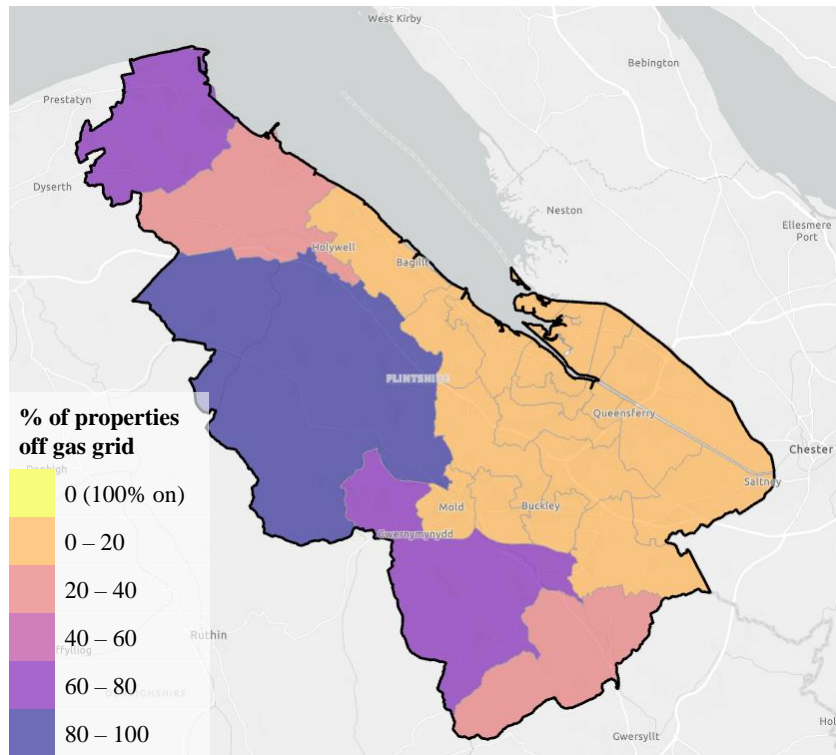 West Kirby
Bebington
Prestatyn
Dyserth
Neston
Ellesmere
Port
Holywell
Bagillt
FLINTSHIRE
% of properties
off gas grid
Queensferry
Chester
Saltney
0 (100% on)
Mold
Buckley
0 – 20
Gwernymynydd
20 – 40
40 – 60
Ruthin
60 – 80
80 – 100
Gwersyllt